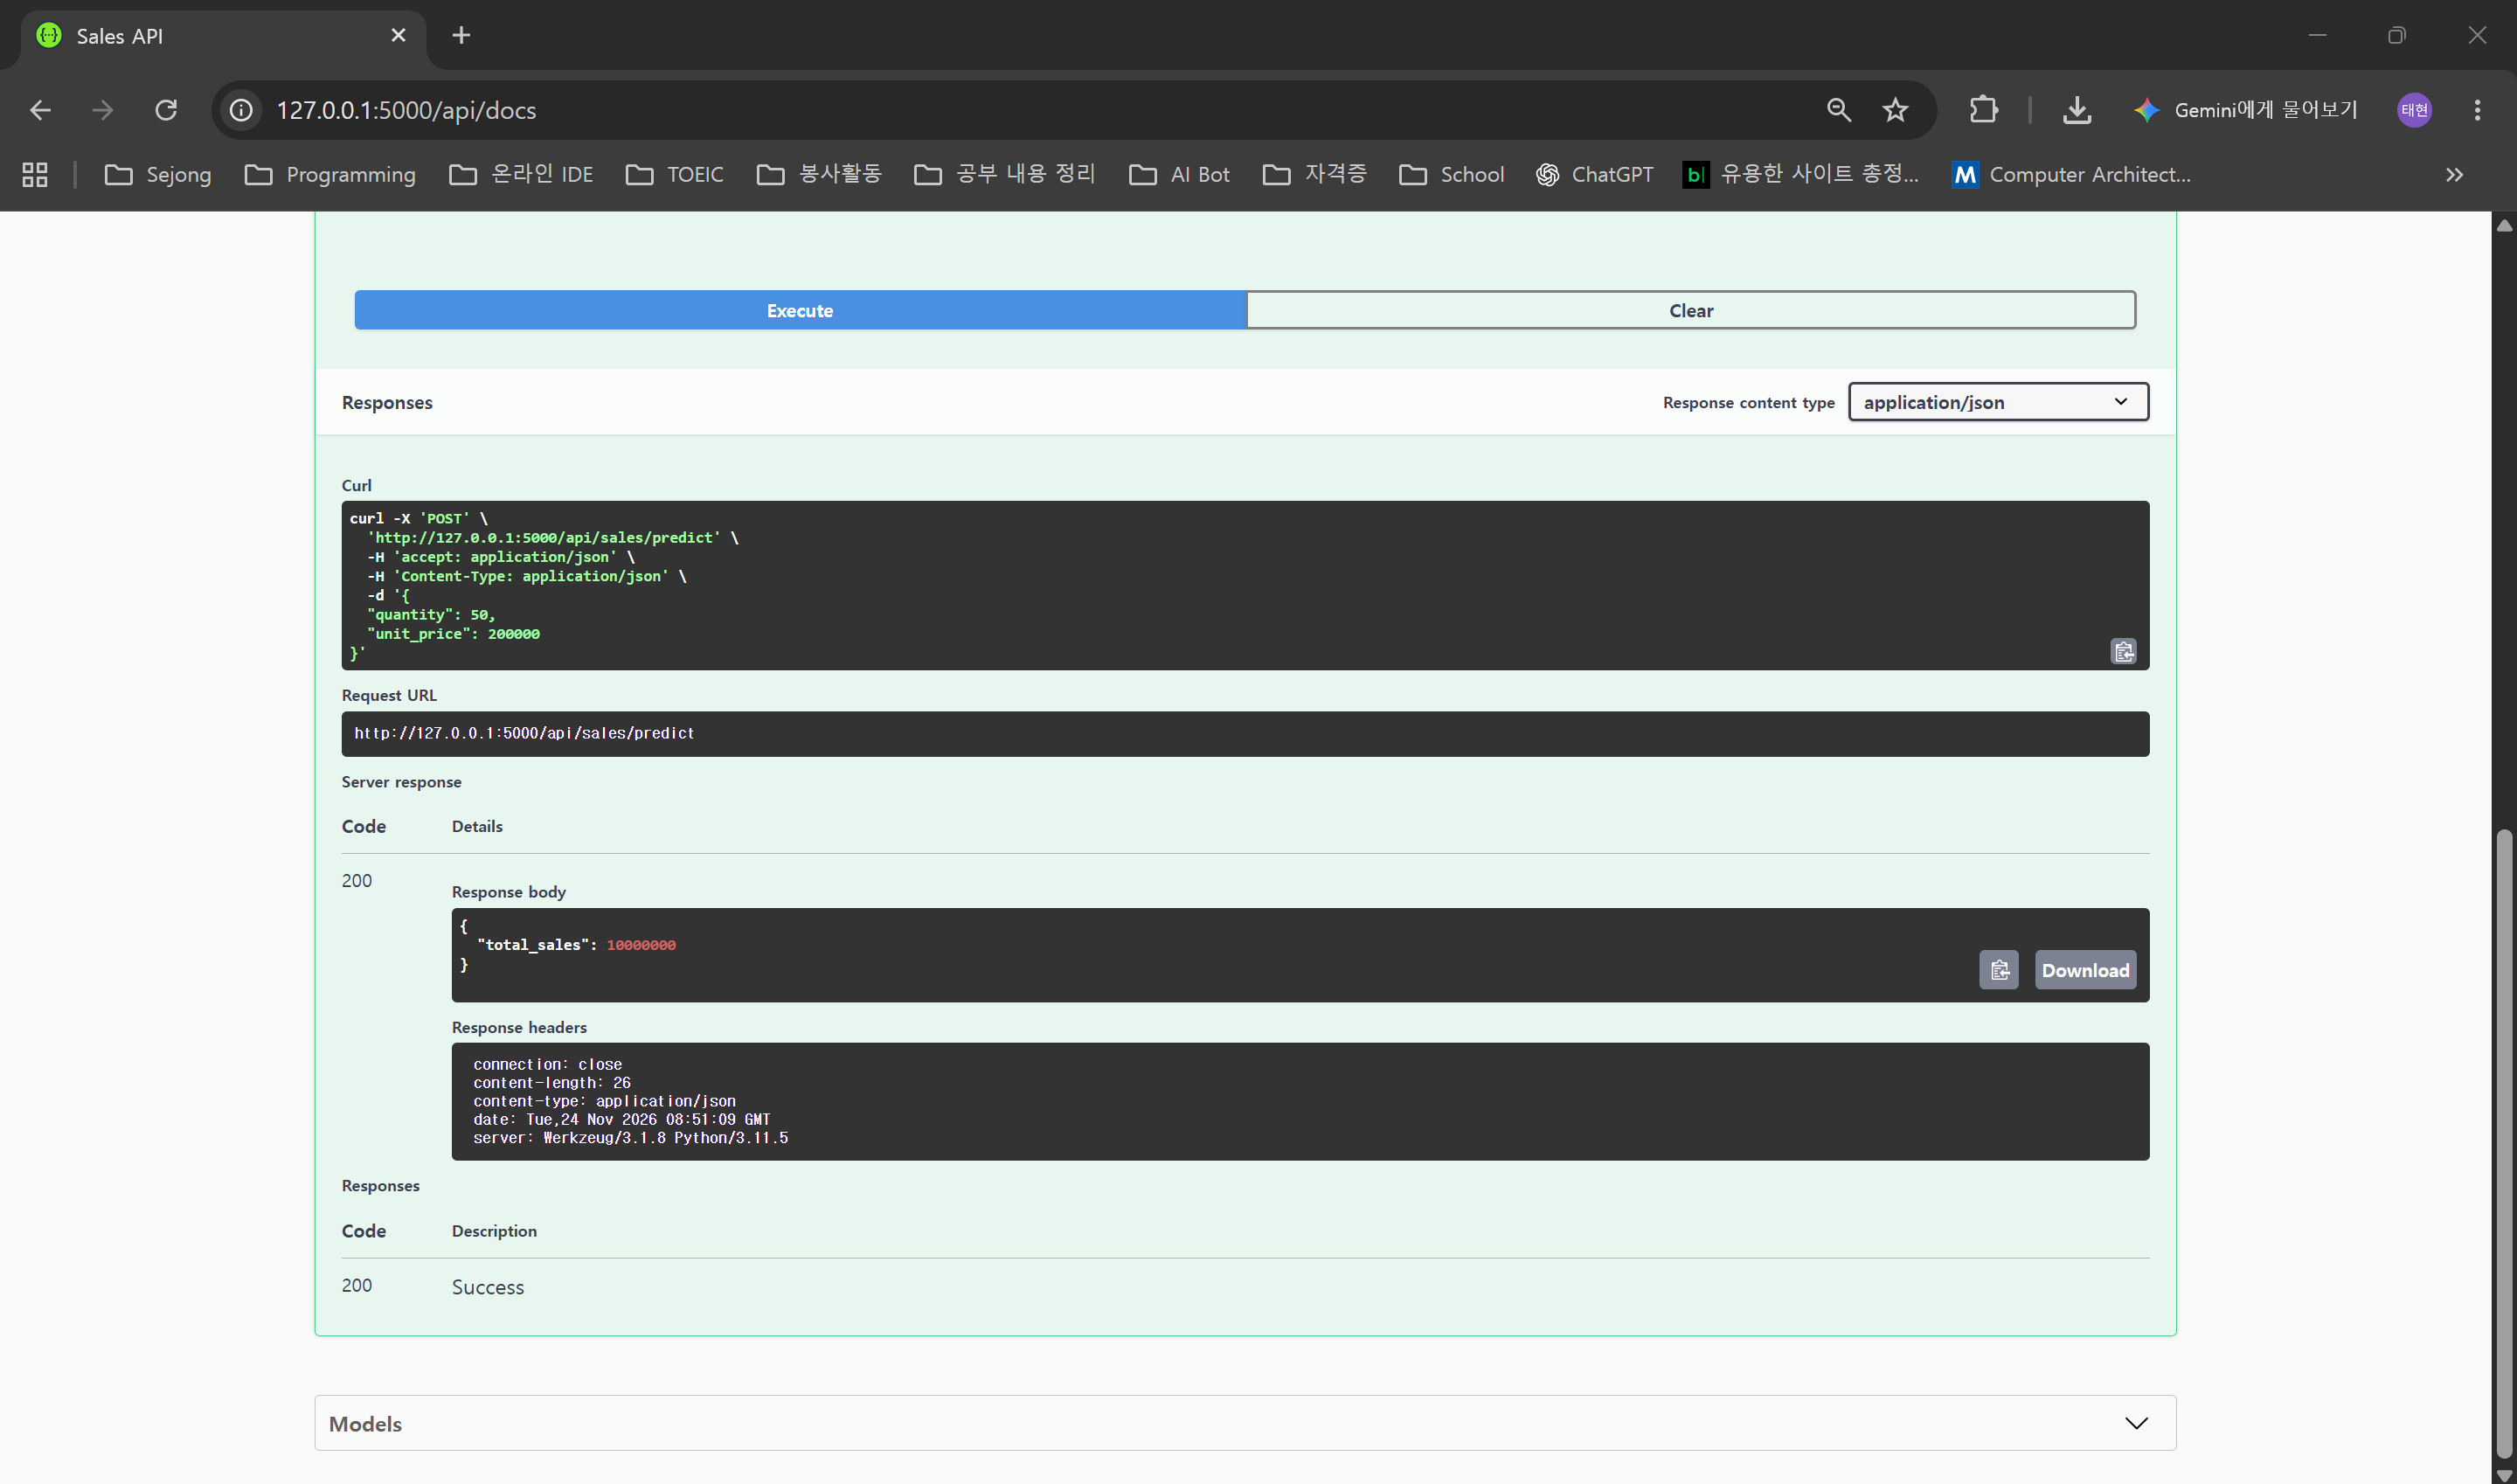 Sales API
127.0.0.1:5000/api/docs
Gemini에게 물어보기
태현
Sejong
Programming
온라인 IDE
TOEIC
봉사활동
공부 내용 정리
AI Bot
자격증
School
ChatGPT
b|
유용한 사이트 총정...
M
Computer Architect...
Execute
Clear
Responses
Response content type
application/json
Curl
curl -X 'POST' \
  'http://127.0.0.1:5000/api/sales/predict' \
  -H 'accept: application/json' \
  -H 'Content-Type: application/json' \
  -d '{
  "quantity": 50,
  "unit_price": 200000
}'
Request URL
http://127.0.0.1:5000/api/sales/predict
Server response
Code Details
200
Response body
{
  "total_sales": 10000000
}
Download
Response headers
connection: close
content-length: 26
content-type: application/json
date: Tue,24 Nov 2026 08:51:09 GMT
server: Werkzeug/3.1.8 Python/3.11.5
Responses
Code Description
200 Success
Models